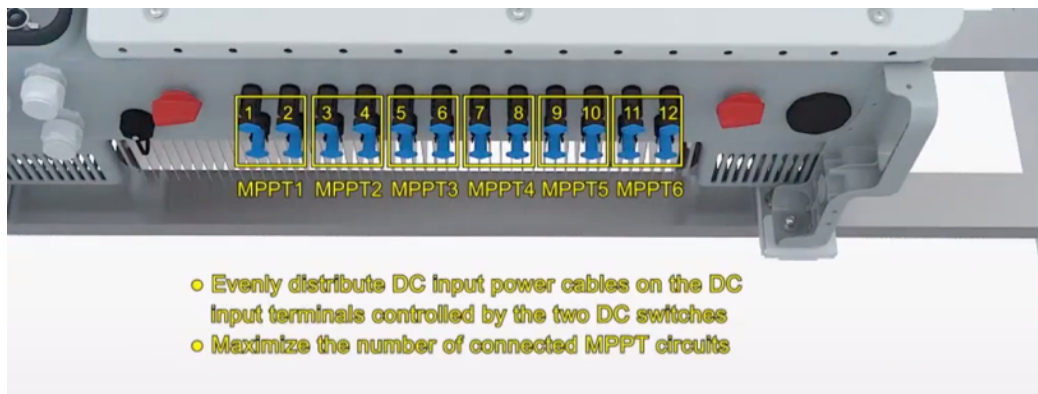 1 2 3 4 5 6 7 8 9 10 11 12
MPPT1 MPPT2 MPPT3 MPPT4 MPPT5 MPPT6
● Evenly distribute DC input power cables on the DC
input terminals controlled by the two DC switches
● Maximize the number of connected MPPT circuits